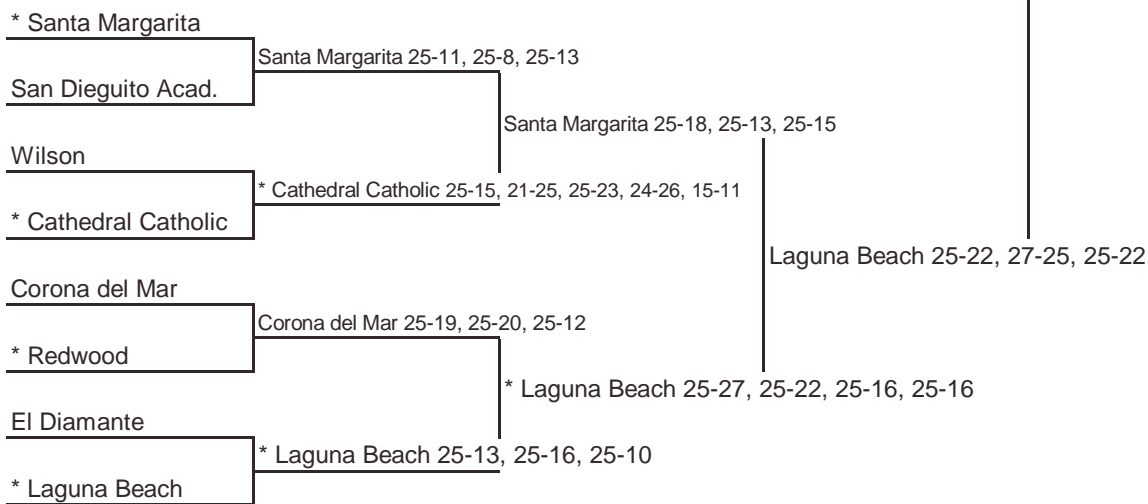 * Santa Margarita
Santa Margarita 25-11, 25-8, 25-13
San Dieguito Acad.
Santa Margarita 25-18, 25-13, 25-15
Wilson
* Cathedral Catholic 25-15, 21-25, 25-23, 24-26, 15-11
* Cathedral Catholic
Laguna Beach 25-22, 27-25, 25-22
Corona del Mar
Corona del Mar 25-19, 25-20, 25-12
* Redwood
* Laguna Beach 25-27, 25-22, 25-16, 25-16
El Diamante
* Laguna Beach 25-13, 25-16, 25-10
* Laguna Beach